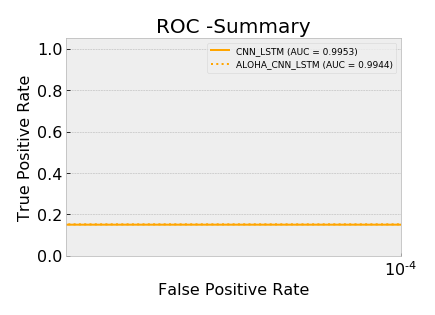 ROC -Summary
CNN_LSTM (AUC = 0.9953)
ALOHA_CNN_LSTM (AUC = 0.9944)
True Positive Rate
1.0
0.8
0.6
0.4
0.2
0.0
10⁻⁴
False Positive Rate